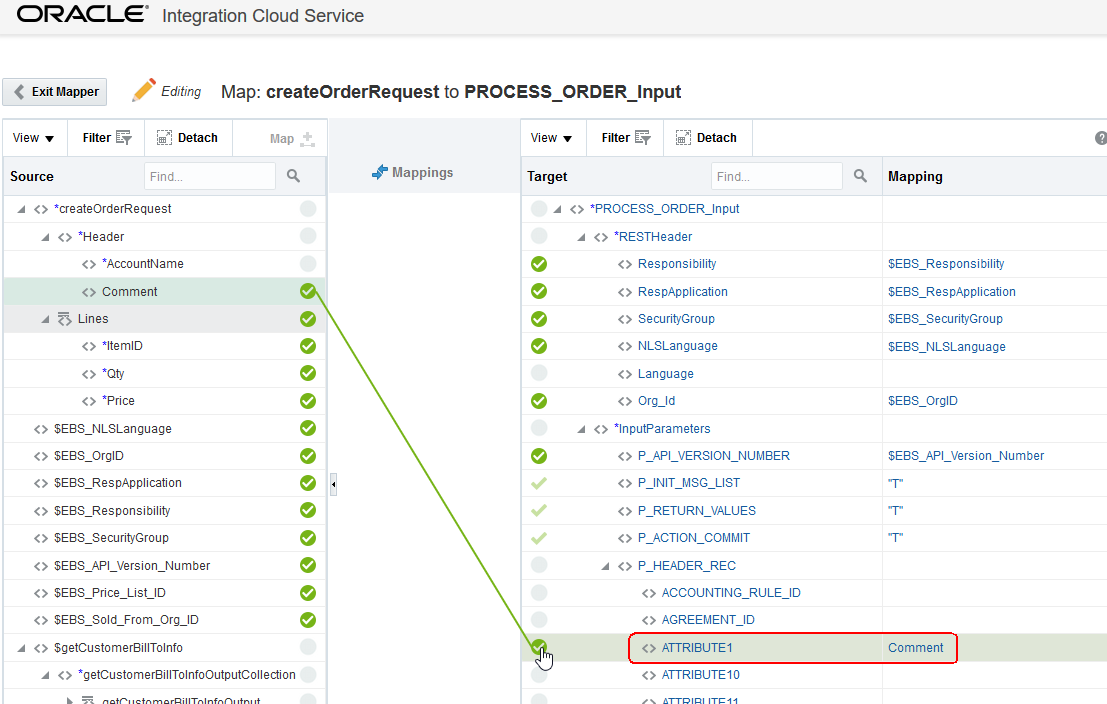 ORACLE® Integration Cloud Service
Exit Mapper Editing Map: createOrderRequest to PROCESS_ORDER_Input
View Filter Detach Map
Source Find...
*createOrderRequest
*Header
*AccountName
Comment
Lines
*ItemID
*Qty
*Price
$EBS_NLSLanguage
$EBS_OrgID
$EBS_RespApplication
$EBS_Responsibility
$EBS_SecurityGroup
$EBS_API_Version_Number
$EBS_Price_List_ID
$EBS_Sold_From_Org_ID
$getCustomerBillToInfo
*getCustomerBillToInfoOutputCollection
getCustomerBillToInfoOutput
Mappings
View Filter Detach ?
Target Find... Mapping
*PROCESS_ORDER_Input
*RESTHeader
Responsibility $EBS_Responsibility
RespApplication $EBS_RespApplication
SecurityGroup $EBS_SecurityGroup
NLSLanguage $EBS_NLSLanguage
Language
Org_Id $EBS_OrgID
*InputParameters
P_API_VERSION_NUMBER $EBS_API_Version_Number
P_INIT_MSG_LIST "T"
P_RETURN_VALUES "T"
P_ACTION_COMMIT "T"
P_HEADER_REC
ACCOUNTING_RULE_ID
AGREEMENT_ID
ATTRIBUTE1 Comment
ATTRIBUTE10
ATTRIBUTE11